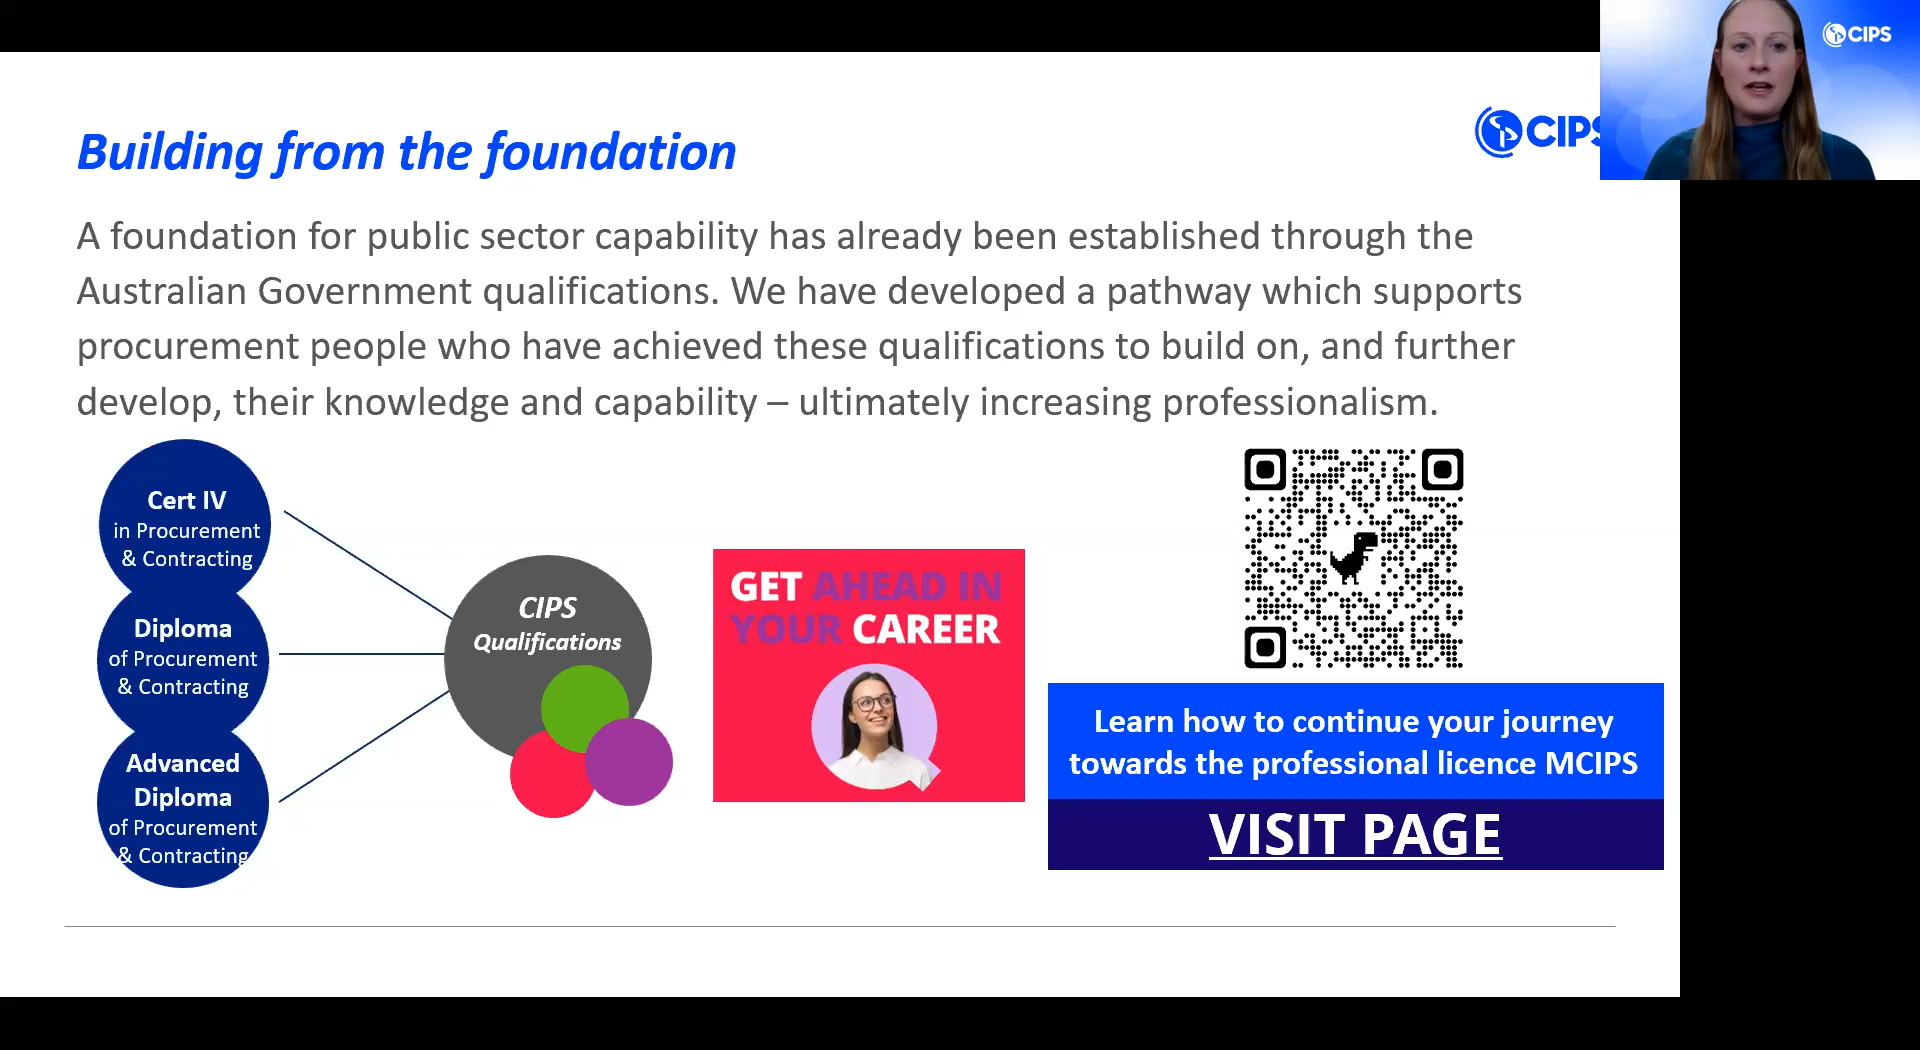 CIPS
Building from the foundation
CIPS
A foundation for public sector capability has already been established through the
Australian Government qualifications. We have developed a pathway which supports
procurement people who have achieved these qualifications to build on, and further
develop, their knowledge and capability – ultimately increasing professionalism.
Cert IV
in Procurement
& Contracting
Diploma
of Procurement
& Contracting
Advanced
Diploma
of Procurement
& Contracting
CIPS
Qualifications
GET AHEAD IN
YOUR CAREER
Learn how to continue your journey
towards the professional licence MCIPS
VISIT PAGE